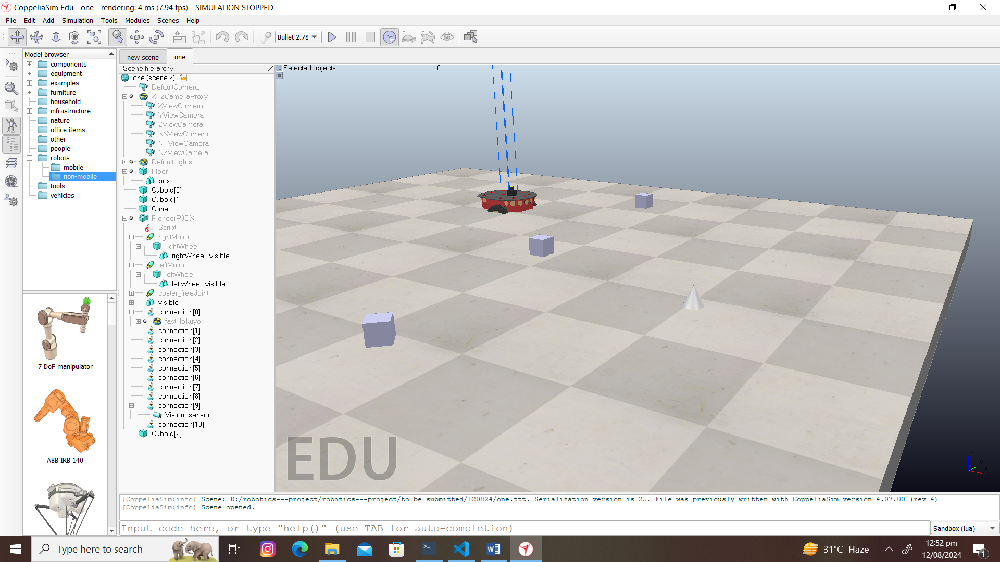 CoppeliaSim Edu - one - rendering: 4 ms (7.94 fps) - SIMULATION STOPPED
File Edit Add Simulation Tools Modules Scenes Help
Bullet 2.78
RT
Model browser
components
equipment
examples
furniture
household
infrastructure
nature
office items
other
people
robots
mobile
non-mobile
tools
vehicles
7 DoF manipulator
ABB IRB 140
new scene
one
Scene hierarchy
one (scene 2)
DefaultCamera
XYZCameraProxy
XViewCamera
YViewCamera
ZViewCamera
NXViewCamera
NYViewCamera
NZViewCamera
DefaultLights
Floor
box
Cuboid[0]
Cuboid[1]
Cone
PioneerP3DX
Script
rightMotor
rightWheel
rightWheel_visible
leftMotor
leftWheel
leftWheel_visible
caster_freeJoint
visible
connection[0]
fastHokuyo
connection[1]
connection[2]
connection[3]
connection[4]
connection[5]
connection[6]
connection[7]
connection[8]
connection[9]
Vision_sensor
connection[10]
Cuboid[2]
Selected objects: 0
EDU
z
y
x
[CoppeliaSim:info] Scene: D:/robotics---project/robotics---project/to be submitted/120824/one.ttt. Serialization version is 25. File was previously written with CoppeliaSim version 4.07.00 (rev 4)
[CoppeliaSim:info] Scene opened.
Input code here, or type "help()" (use TAB for auto-completion)
Sandbox (lua)
Type here to search
31°C Haze
12:52 pm
12/08/2024
1